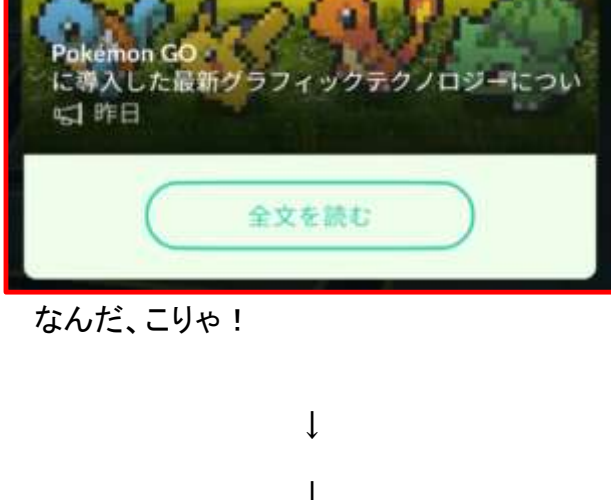 Pokémon GO
に導入した最新グラフィックテクノロジーについ
昨日
全文を読む
なんだ、こりゃ！
↓